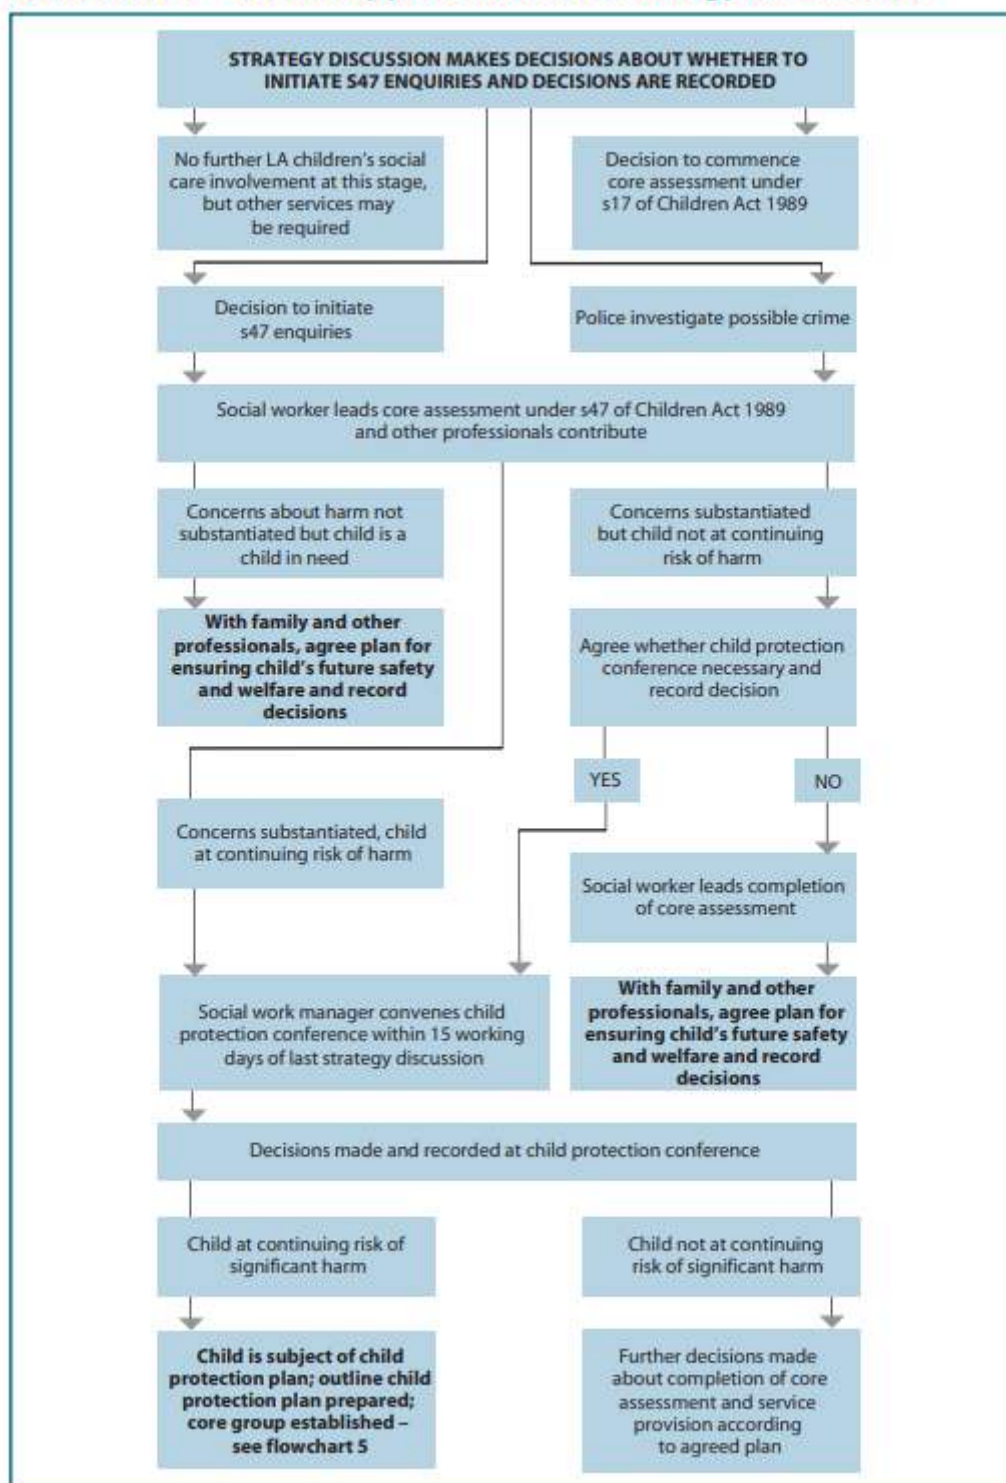 STRATEGY DISCUSSION MAKES DECISIONS ABOUT WHETHER TO
INITIATE S47 ENQUIRIES AND DECISIONS ARE RECORDED
No further LA children's social
care involvement at this stage,
but other services may
be required
Decision to commence
core assessment under
s17 of Children Act 1989
Decision to initiate
s47 enquiries
Police investigate possible crime
Social worker leads core assessment under s47 of Children Act 1989
and other professionals contribute
Concerns about harm not
substantiated but child is a
child in need
Concerns substantiated
but child not at continuing
risk of harm
With family and other
professionals, agree plan for
ensuring child's future safety
and welfare and record
decisions
Agree whether child protection
conference necessary and
record decision
YES
NO
Concerns substantiated, child
at continuing risk of harm
Social worker leads completion
of core assessment
Social work manager convenes child
protection conference within 15 working
days of last strategy discussion
With family and other
professionals, agree plan for
ensuring child's future safety
and welfare and record
decisions
Decisions made and recorded at child protection conference
Child at continuing risk of
significant harm
Child not at continuing
risk of significant harm
Child is subject of child
protection plan; outline child
protection plan prepared;
core group established –
see flowchart 5
Further decisions made
about completion of core
assessment and service
provision according
to agreed plan